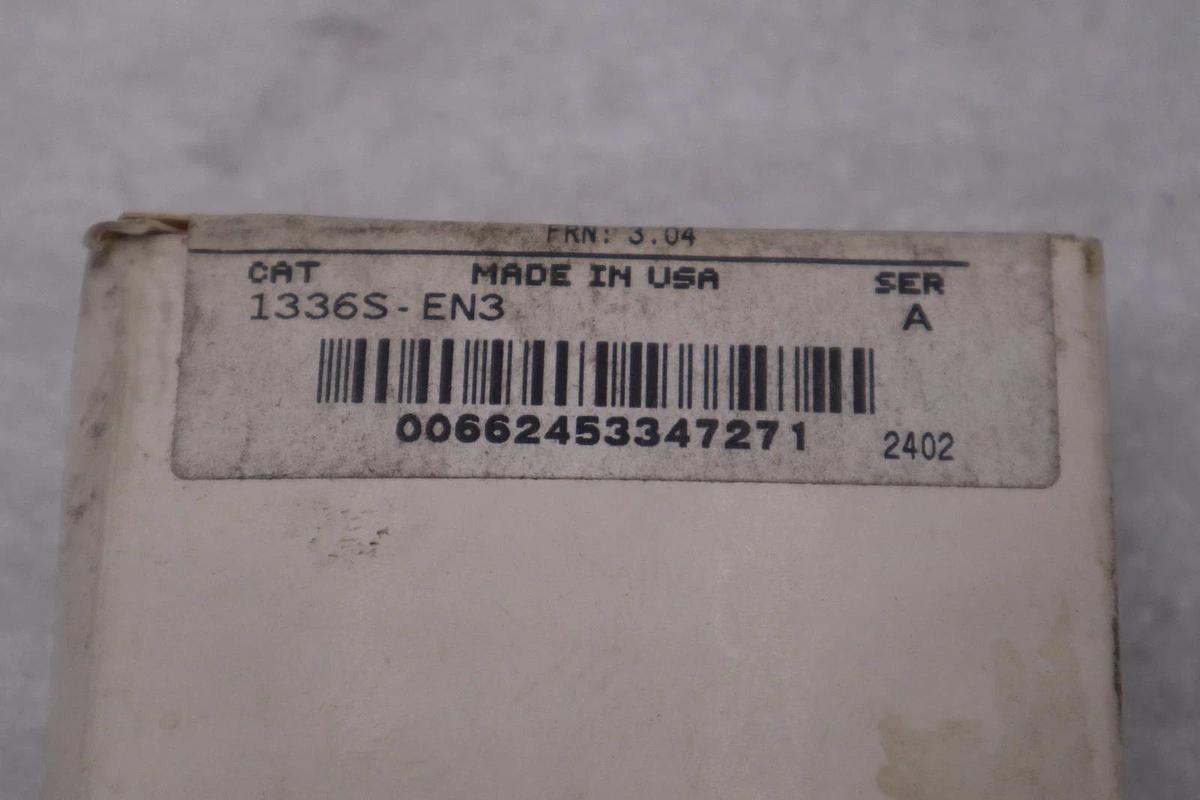 FRN: 3.04
CAT MADE IN USA SER
1336S-EN3 A
00662453347271 2402